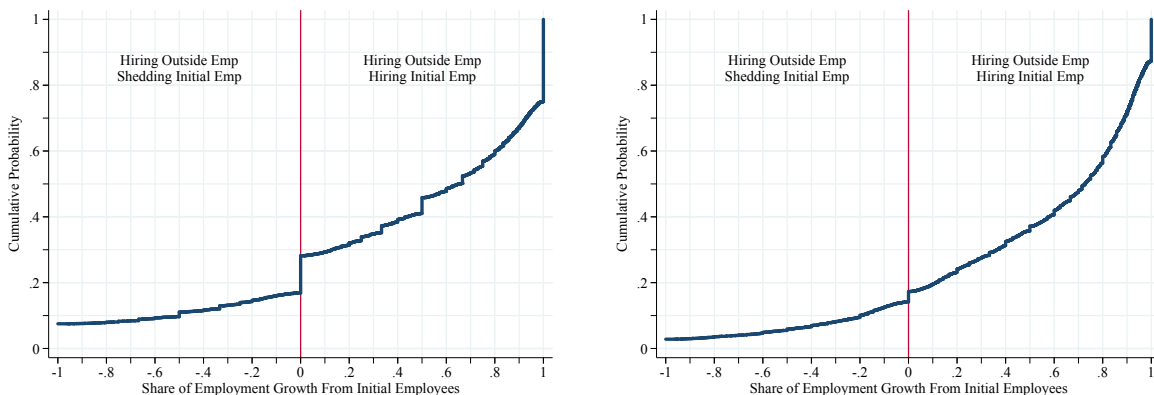 1
.8
.6
.4
.2
0
Cumulative Probability
Hiring Outside Emp
Shedding Initial Emp
Hiring Outside Emp
Hiring Initial Emp
-1 -.8 -.6 -.4 -.2 0 .2 .4 .6 .8 1
Share of Employment Growth From Initial Employees
1
.8
.6
.4
.2
0
Cumulative Probability
Hiring Outside Emp
Shedding Initial Emp
Hiring Outside Emp
Hiring Initial Emp
-1 -.8 -.6 -.4 -.2 0 .2 .4 .6 .8 1
Share of Employment Growth From Initial Employees